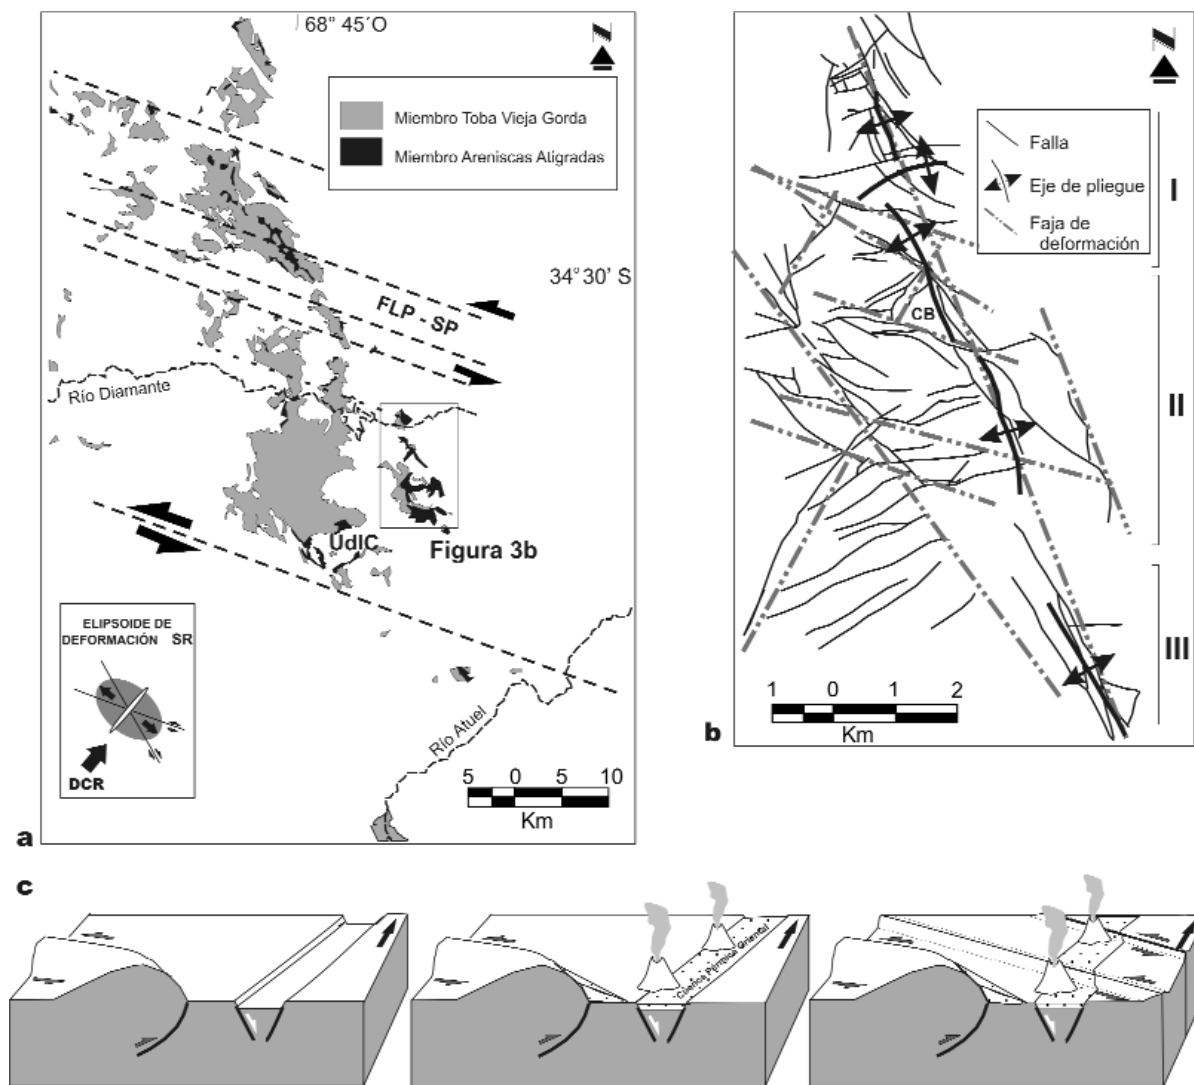 68° 45´O
Miembro Toba Vieja Gorda
Miembro Areniscas Atigradas
34° 30' S
FLP - SP
Río Diamante
UdIC
Figura 3b
ELIPSOIDE DE
DEFORMACIÓN SR
DCR
Río Atuel
5 0 5 10
Km
a
N
Falla
Eje de pliegue
Faja de
deformación
I
CB
II
III
1 0 1 2
Km
b
c
Cuenca Pérmica Oriental